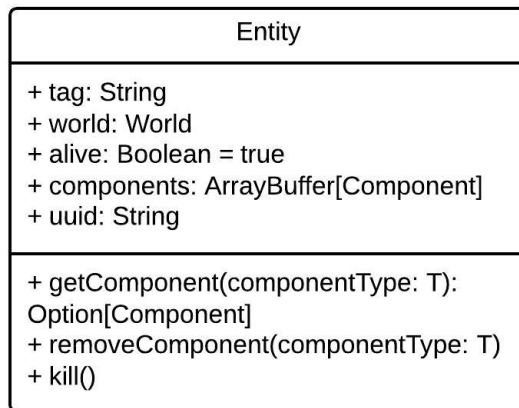 Entity
+ tag: String
+ world: World
+ alive: Boolean = true
+ components: ArrayBuffer[Component]
+ uuid: String
+ getComponent(componentType: T):
Option[Component]
+ removeComponent(componentType: T)
+ kill()